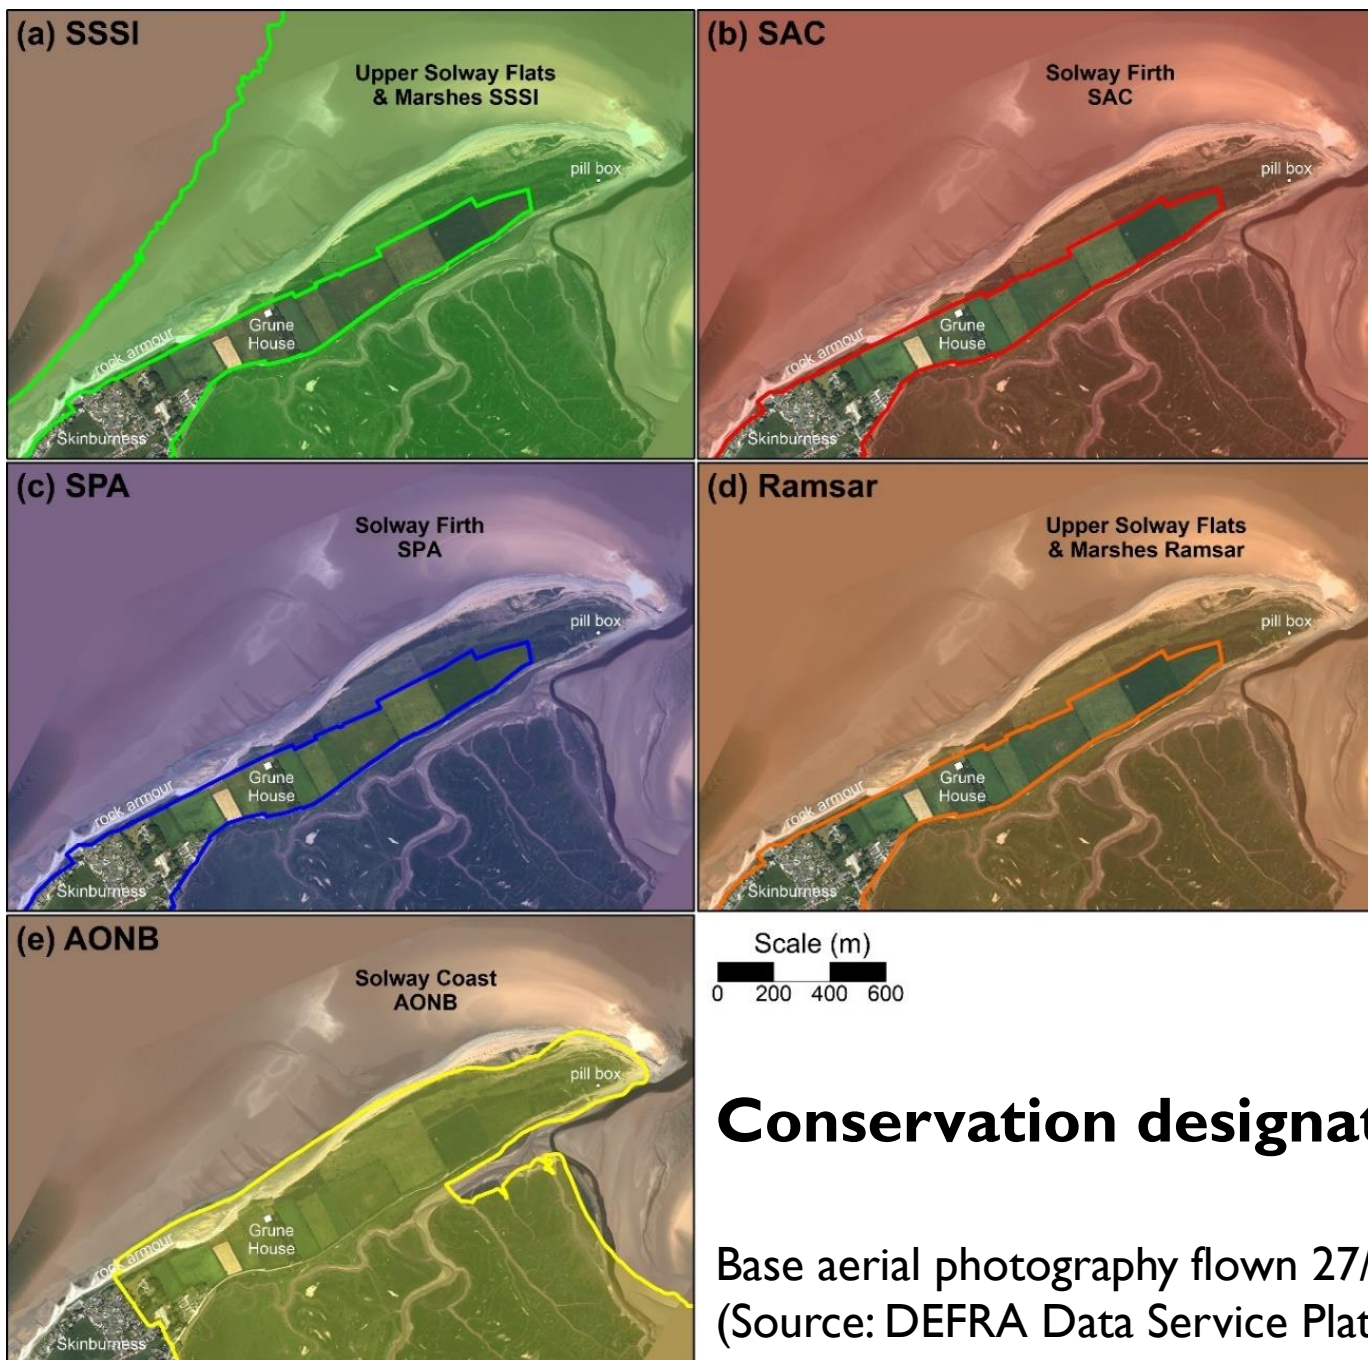 (a) SSSI
Upper Solway Flats
& Marshes SSSI
pill box
Grune
House
rock armour
Skinburness
(b) SAC
Solway Firth
SAC
pill box
Grune
House
rock armour
Skinburness
(c) SPA
Solway Firth
SPA
pill box
Grune
House
rock armour
Skinburness
(d) Ramsar
Upper Solway Flats
& Marshes Ramsar
pill box
Grune
House
rock armour
Skinburness
(e) AONB
Solway Coast
AONB
pill box
Grune
House
rock armour
Skinburness
Scale (m)
0 200 400 600
Conservation designat
Base aerial photography flown 27/
(Source: DEFRA Data Service Plat